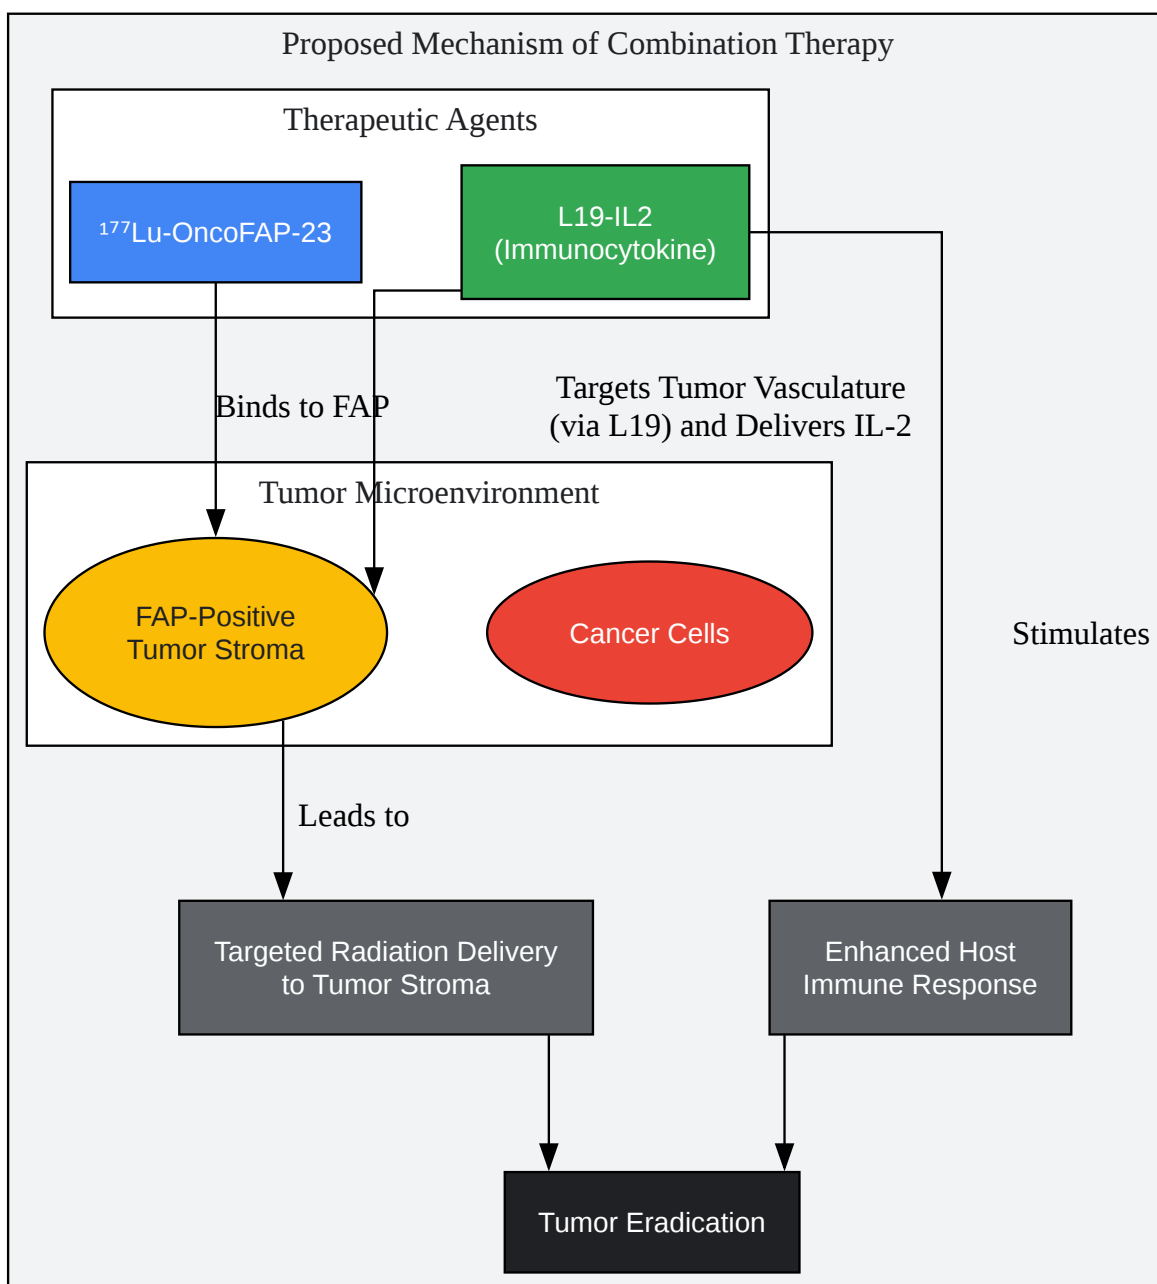 Proposed Mechanism of Combination Therapy
Therapeutic Agents
¹⁷⁷Lu-OncoFAP-23
L19-IL2
(Immunocytokine)
Binds to FAP
Targets Tumor Vasculature
(via L19) and Delivers IL-2
Tumor Microenvironment
FAP-Positive
Tumor Stroma
Cancer Cells
Stimulates
Leads to
Targeted Radiation Delivery
to Tumor Stroma
Enhanced Host
Immune Response
Tumor Eradication